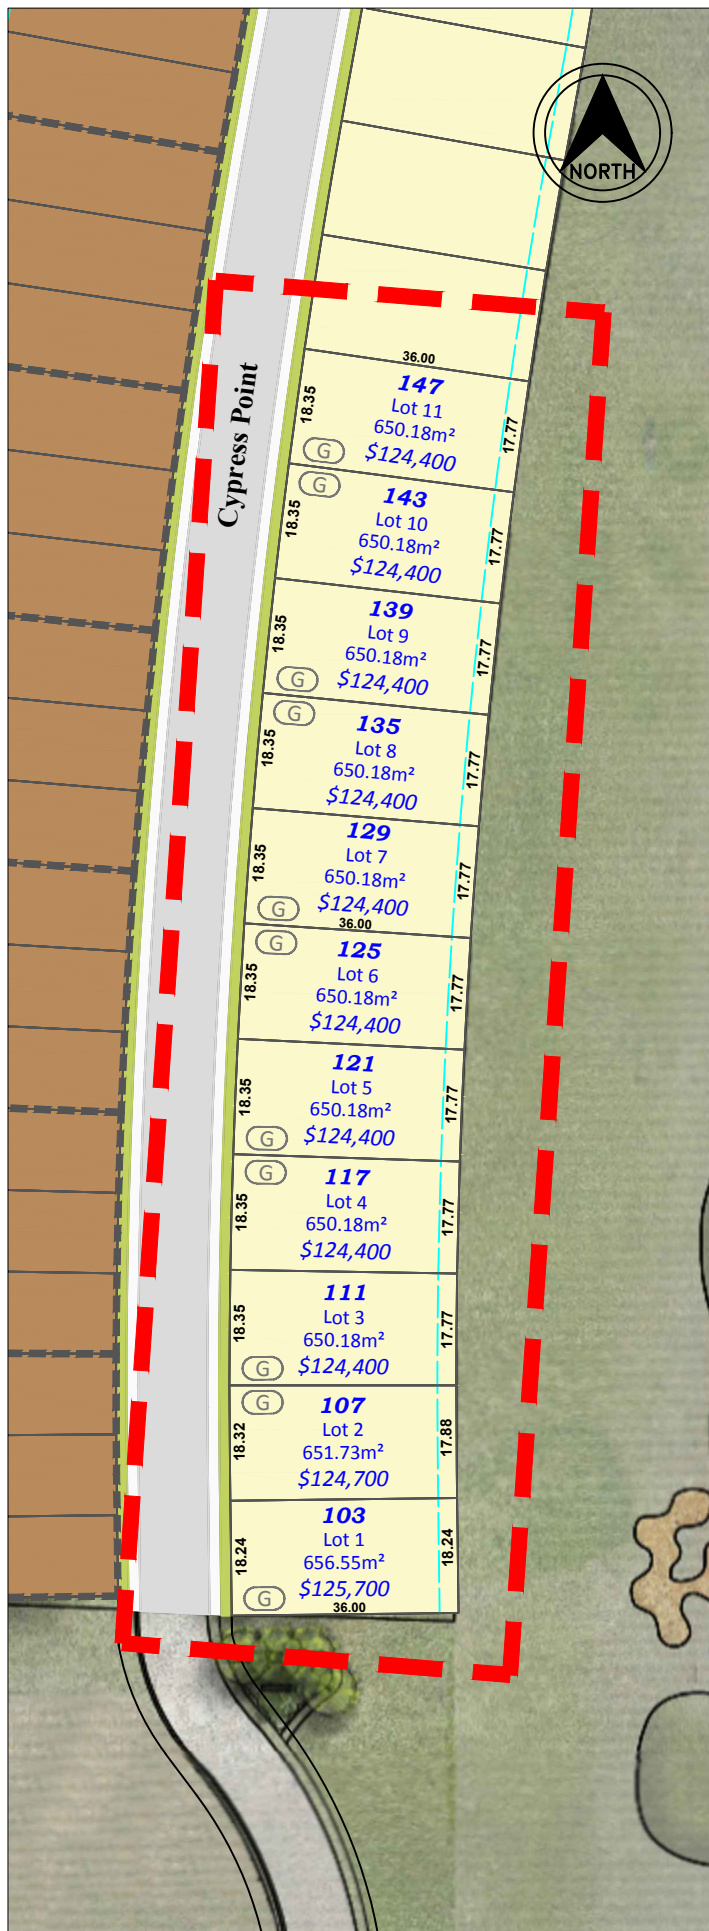 NORTH
Cypress Point
36.00
147
Lot 11
650.18m²
$124,400
18.35
17.77
G
G
143
Lot 10
650.18m²
$124,400
18.35
17.77
139
Lot 9
650.18m²
$124,400
18.35
17.77
G
G
135
Lot 8
650.18m²
$124,400
18.35
17.77
129
Lot 7
650.18m²
$124,400
18.35
17.77
G
36.00
G
125
Lot 6
650.18m²
$124,400
18.35
17.77
121
Lot 5
650.18m²
$124,400
18.35
17.77
G
G
117
Lot 4
650.18m²
$124,400
18.35
17.77
111
Lot 3
650.18m²
$124,400
18.35
17.77
G
G
107
Lot 2
651.73m²
$124,700
18.32
17.88
103
Lot 1
656.55m²
$125,700
18.24
18.24
G
36.00